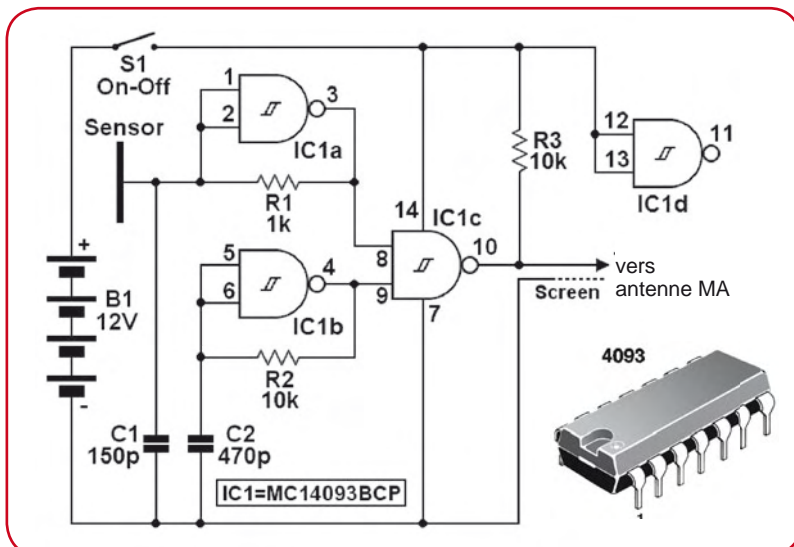 S1
On-Off
Sensor
1
2
3
IC1a
R1
1k
5
6
4
IC1b
R2
10k
14
IC1c
8
9
10
7
R3
10k
12
13
11
IC1d
vers
Screen antenne MA
+
B1
12V
-
C1
150p
C2
470p
IC1=MC14093BCP
4093
1